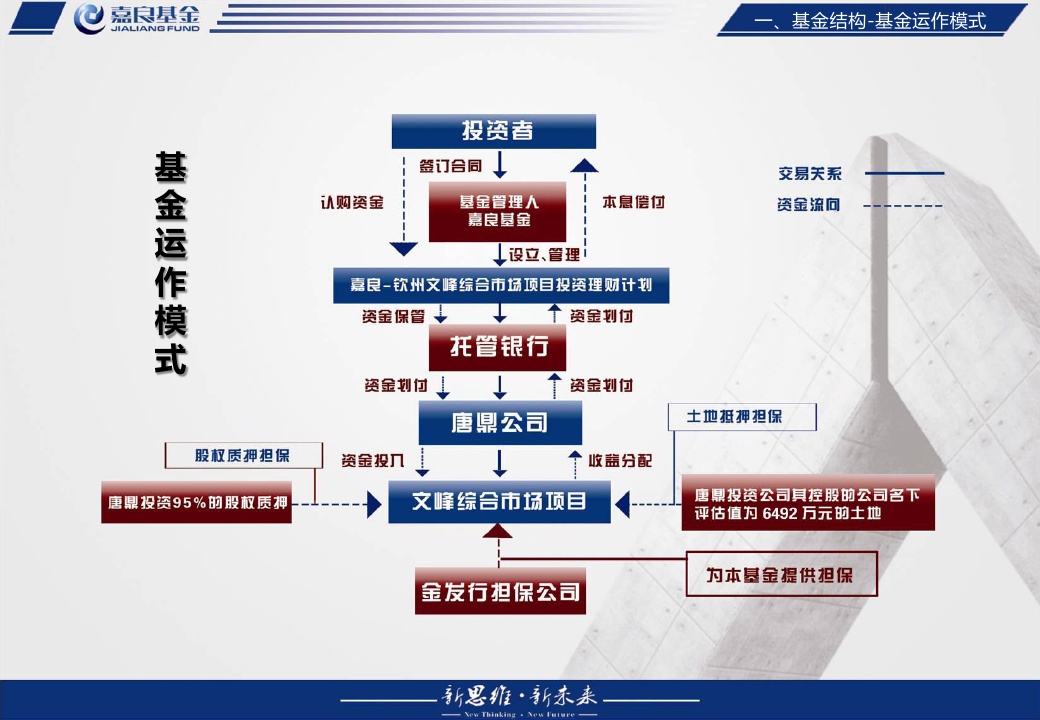 嘉良基金
JIALIANG FUND
一、基金结构-基金运作模式
基金运作模式
投资者
签订合同
认购资金
基金管理人
嘉良基金
本息偿付
交易关系
资金流向
设立、管理
嘉良-钦州文峰综合市场项目投资理财计划
资金保管
资金划付
托管银行
资金划付
资金划付
唐鼎公司
土地抵押担保
股权质押担保
资金投入
收益分配
唐鼎投资95%的股权质押
文峰综合市场项目
唐鼎投资公司其控股的公司名下
评估值为 6492 万元的土地
为本基金提供担保
金发行担保公司
新思维·新未来
New Thinking · New Future